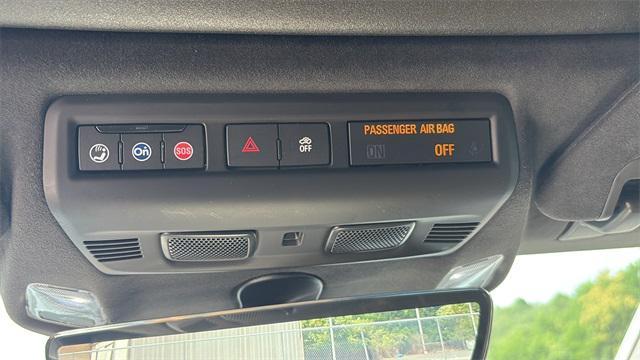 PASSENGER AIR BAG
On SOS OFF ON OFF